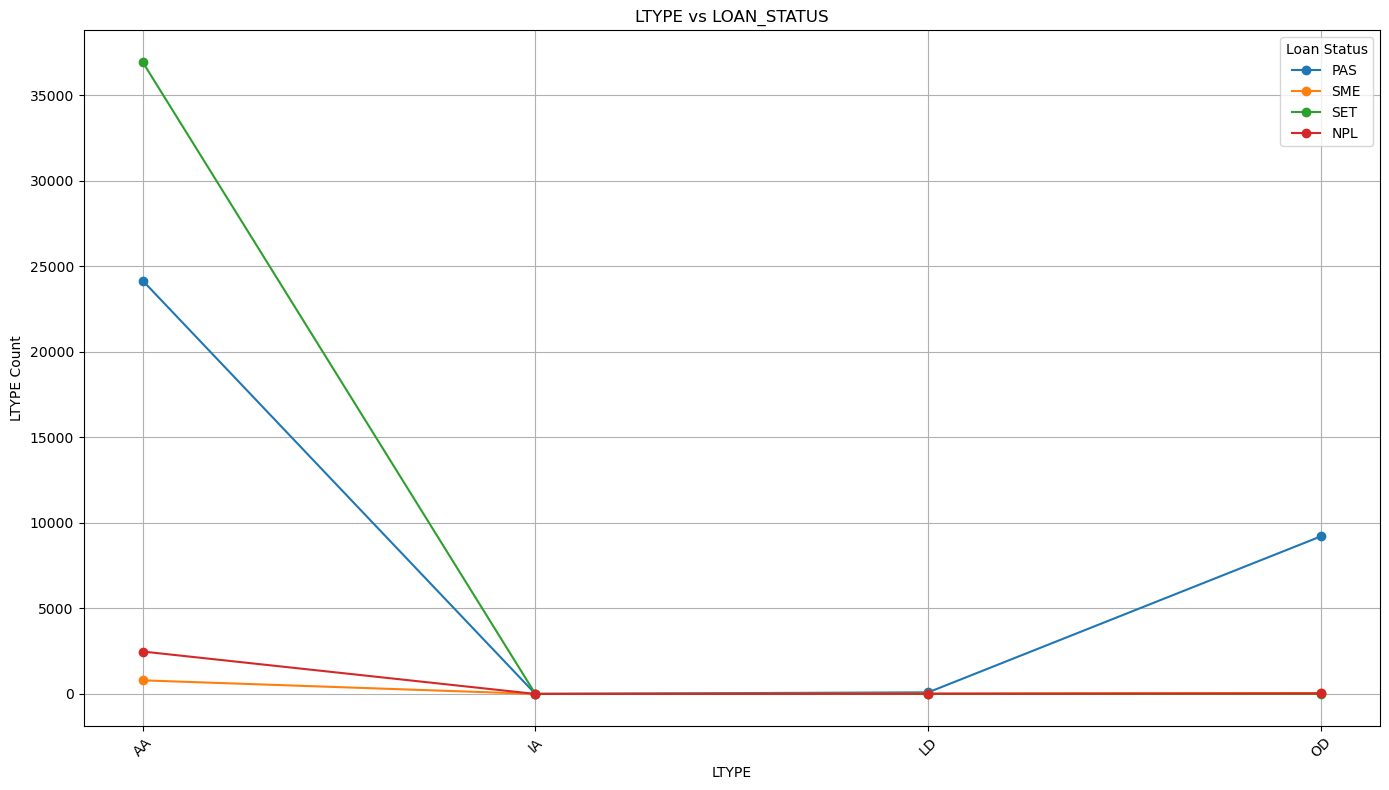 LTYPE vs LOAN_STATUS
Loan Status
PAS
SME
SET
NPL
LTYPE Count
35000
30000
25000
20000
15000
10000
5000
0
AA
IA
LD
OD
LTYPE